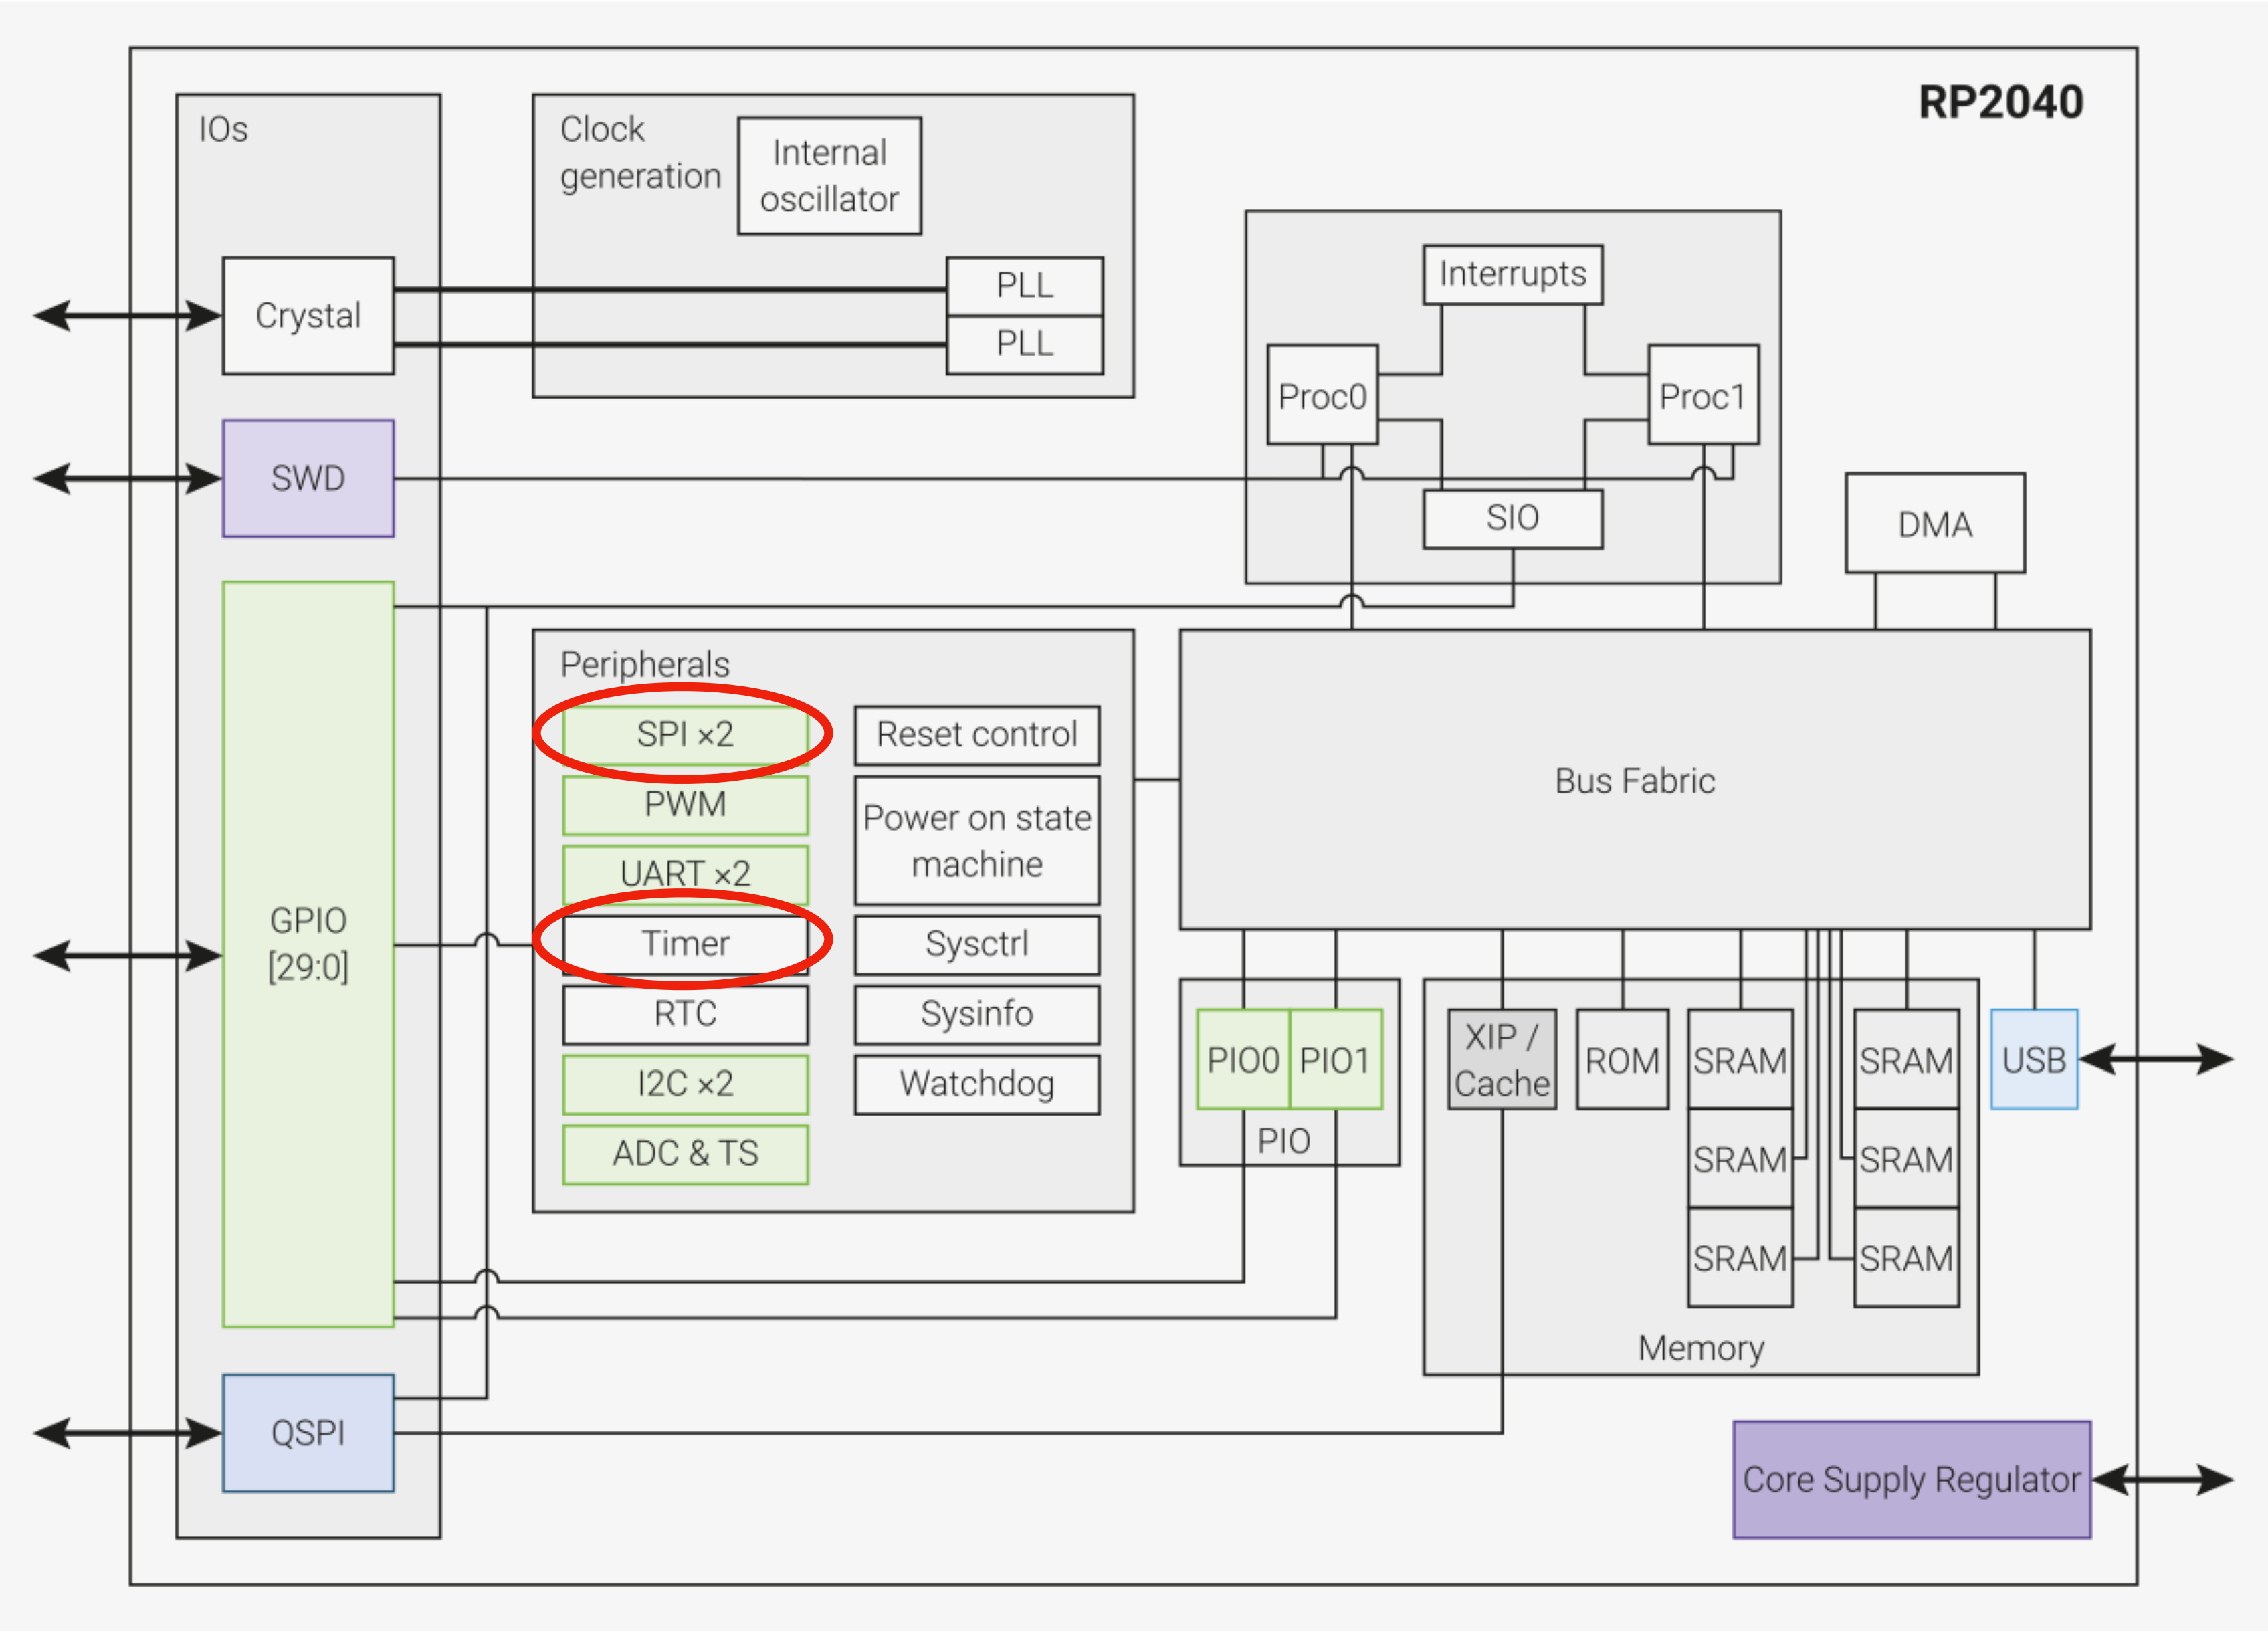 RP2040
IOs
Clock
generation
Internal
oscillator
Crystal
PLL
PLL
Interrupts
Proc0
Proc1
SWD
SIO
DMA
GPIO
[29:0]
Peripherals
SPI ×2
PWM
UART ×2
Timer
RTC
I2C ×2
ADC & TS
Reset control
Power on state
machine
Sysctrl
Sysinfo
Watchdog
Bus Fabric
PIO0
PIO1
PIO
XIP /
Cache
ROM
SRAM
SRAM
SRAM
SRAM
SRAM
SRAM
Memory
USB
QSPI
Core Supply Regulator